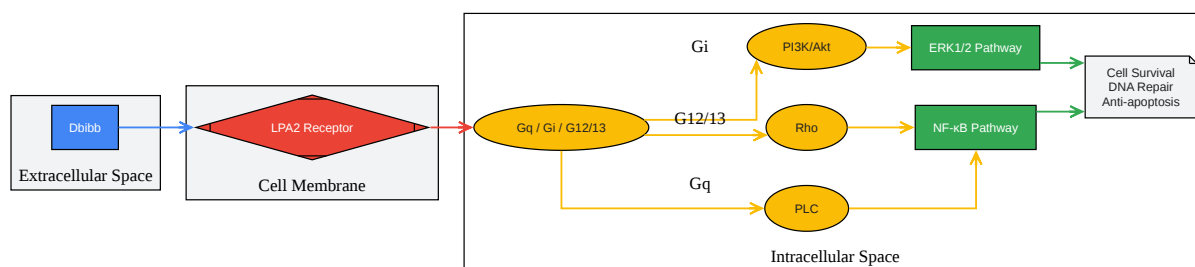 Gi
PI3K/Akt
ERK1/2 Pathway
Cell Survival
DNA Repair
Anti-apoptosis
Dbibb
LPA2 Receptor
Gq / Gi / G12/13
G12/13
Rho
NF-κB Pathway
Extracellular Space
Cell Membrane
Gq
PLC
Intracellular Space